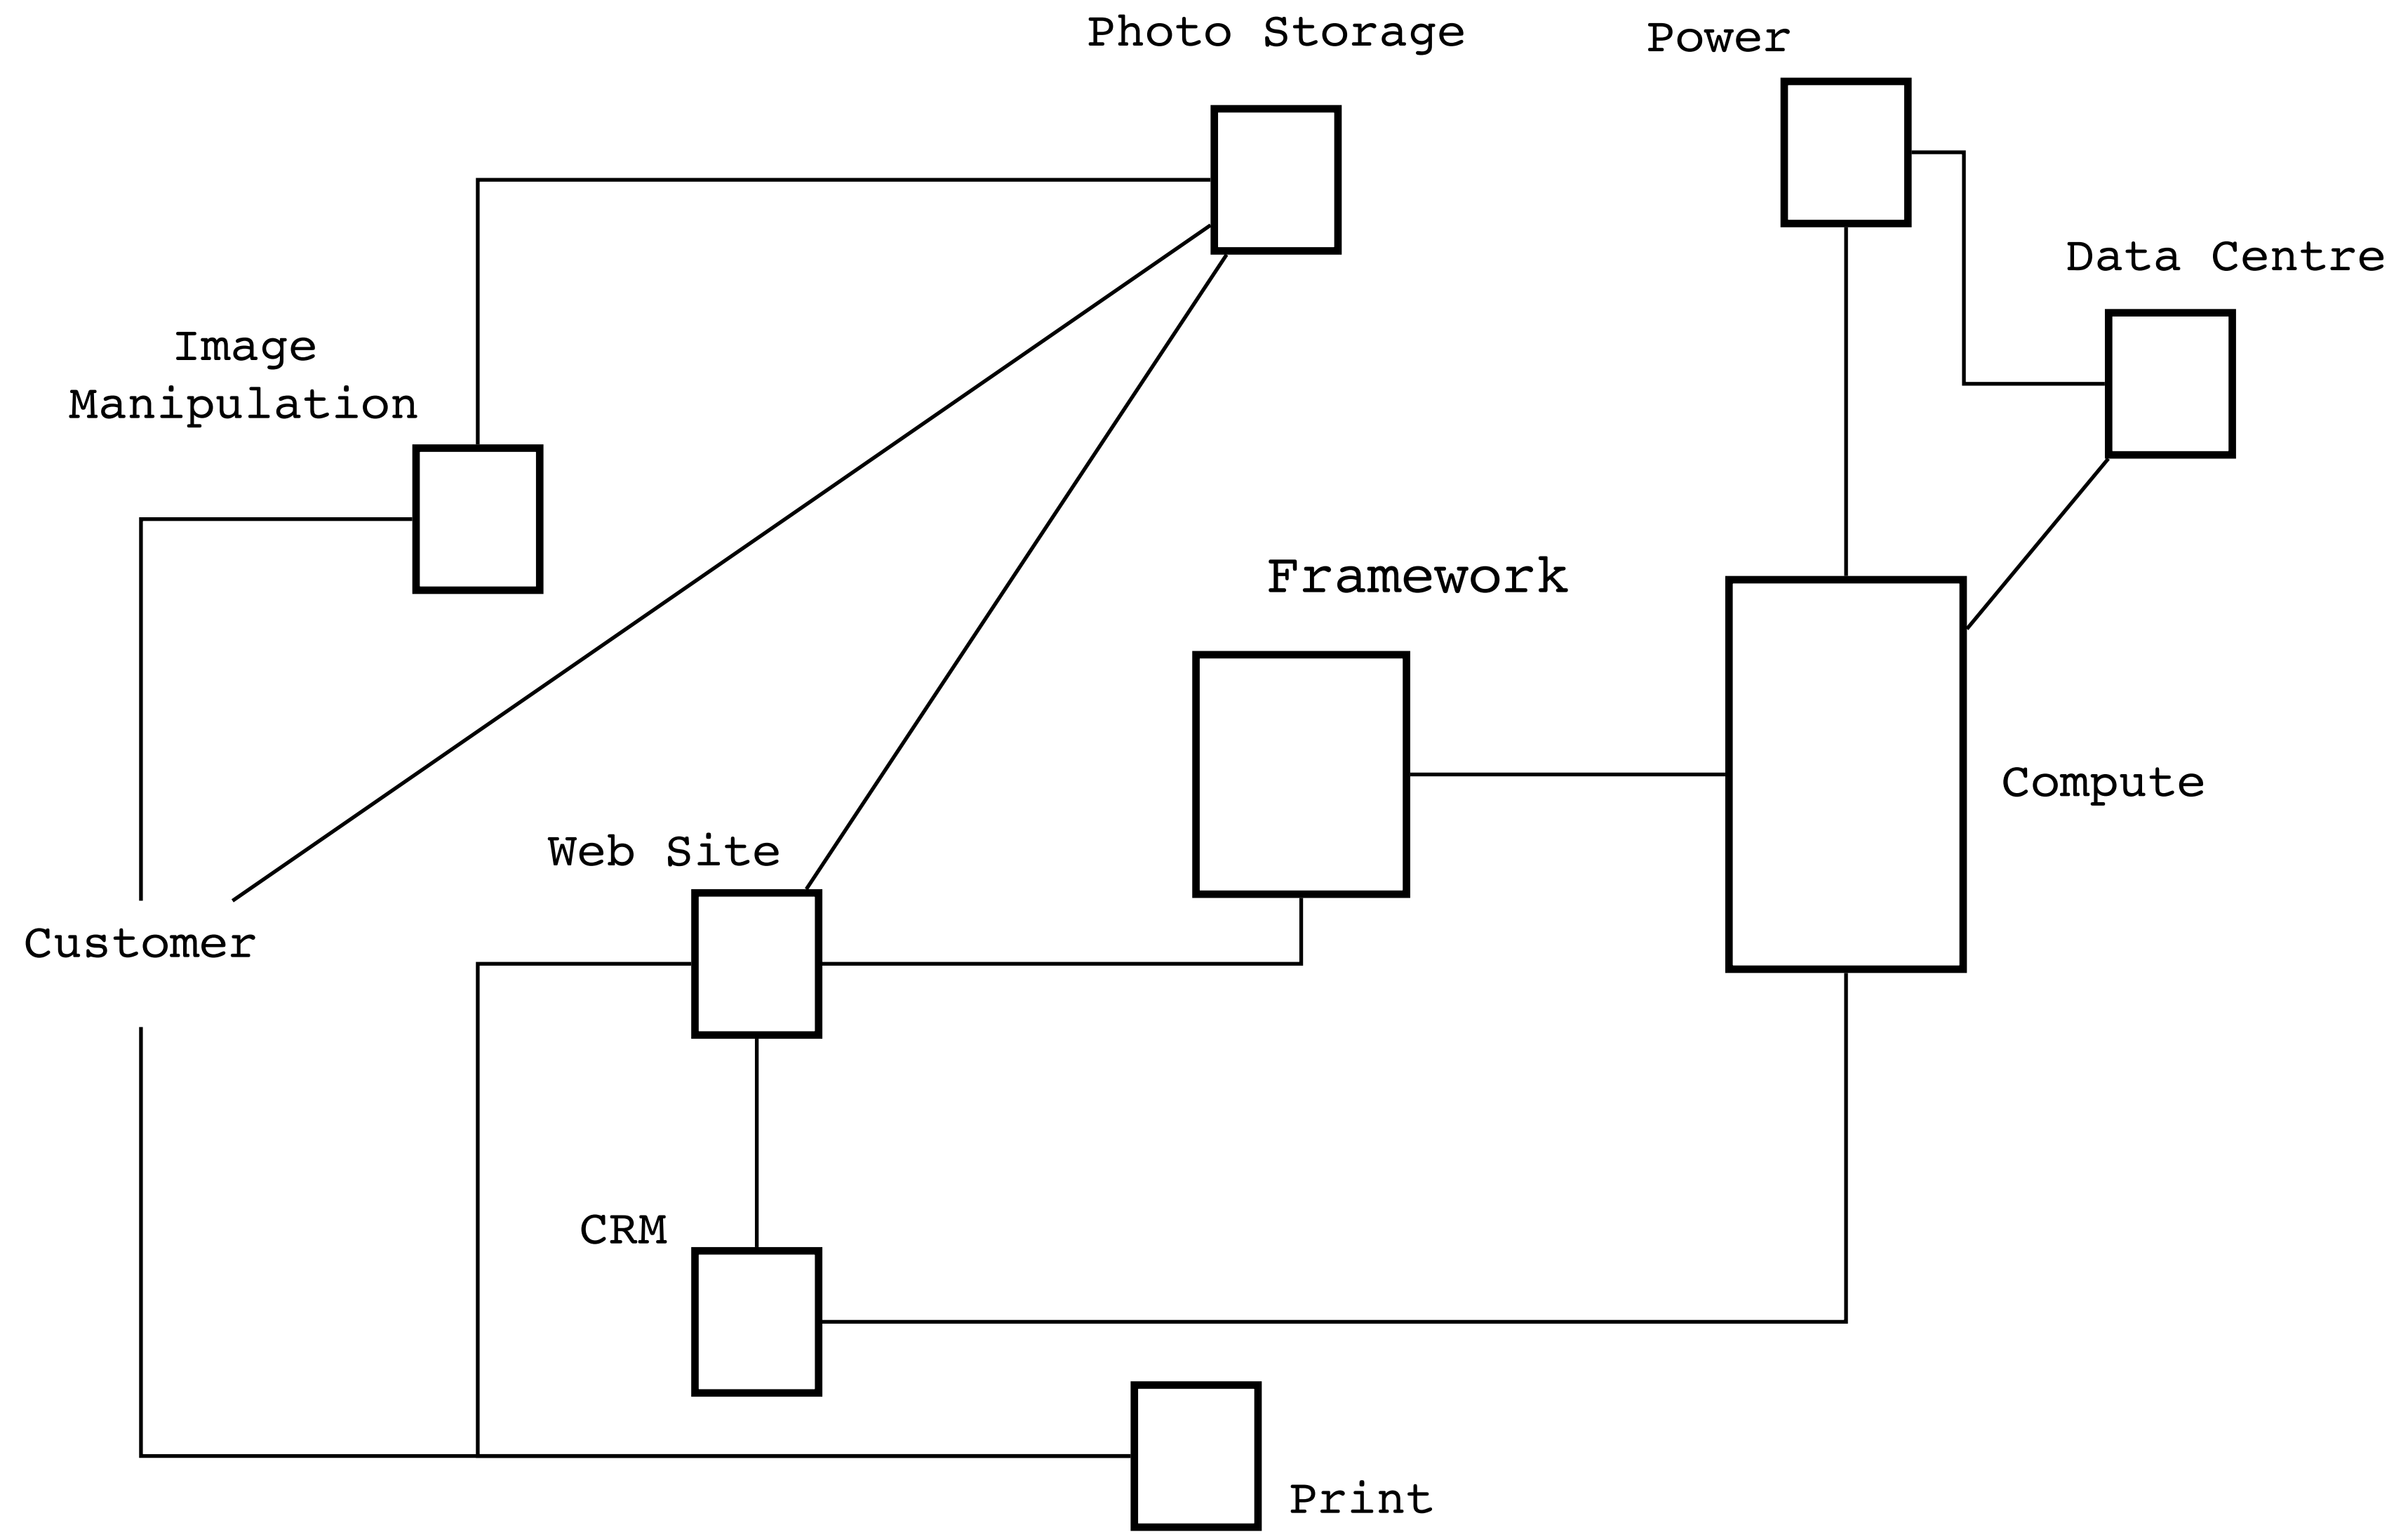 Photo Storage
Power
Data Centre
Image
Manipulation
Framework
Compute
Web Site
Customer
CRM
Print